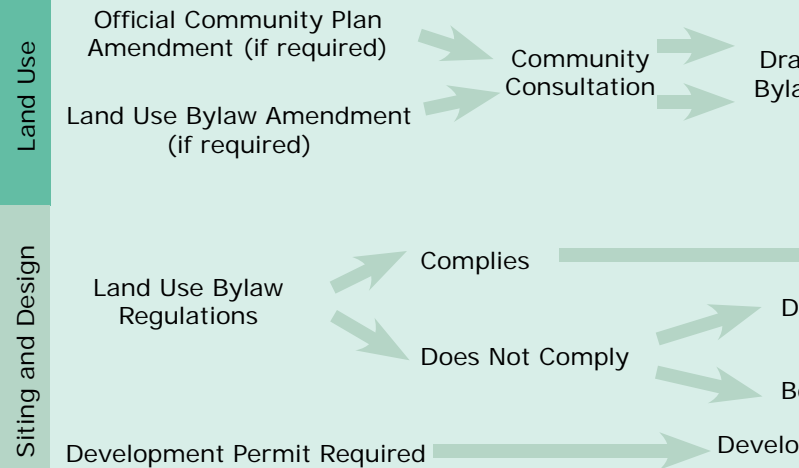 Land Use
Official Community Plan
Amendment (if required)
Land Use Bylaw Amendment
(if required)
Community
Consultation
Siting and Design
Land Use Bylaw
Regulations
Complies
Does Not Comply
Development Permit Required